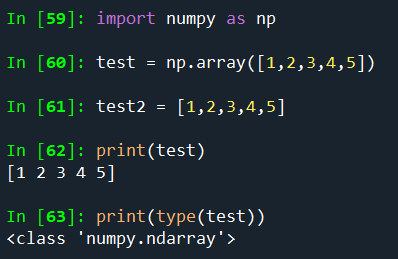 In [59]: import numpy as np
In [60]: test = np.array([1,2,3,4,5])
In [61]: test2 = [1,2,3,4,5]
In [62]: print(test)
[1 2 3 4 5]
In [63]: print(type(test))
<class 'numpy.ndarray'>